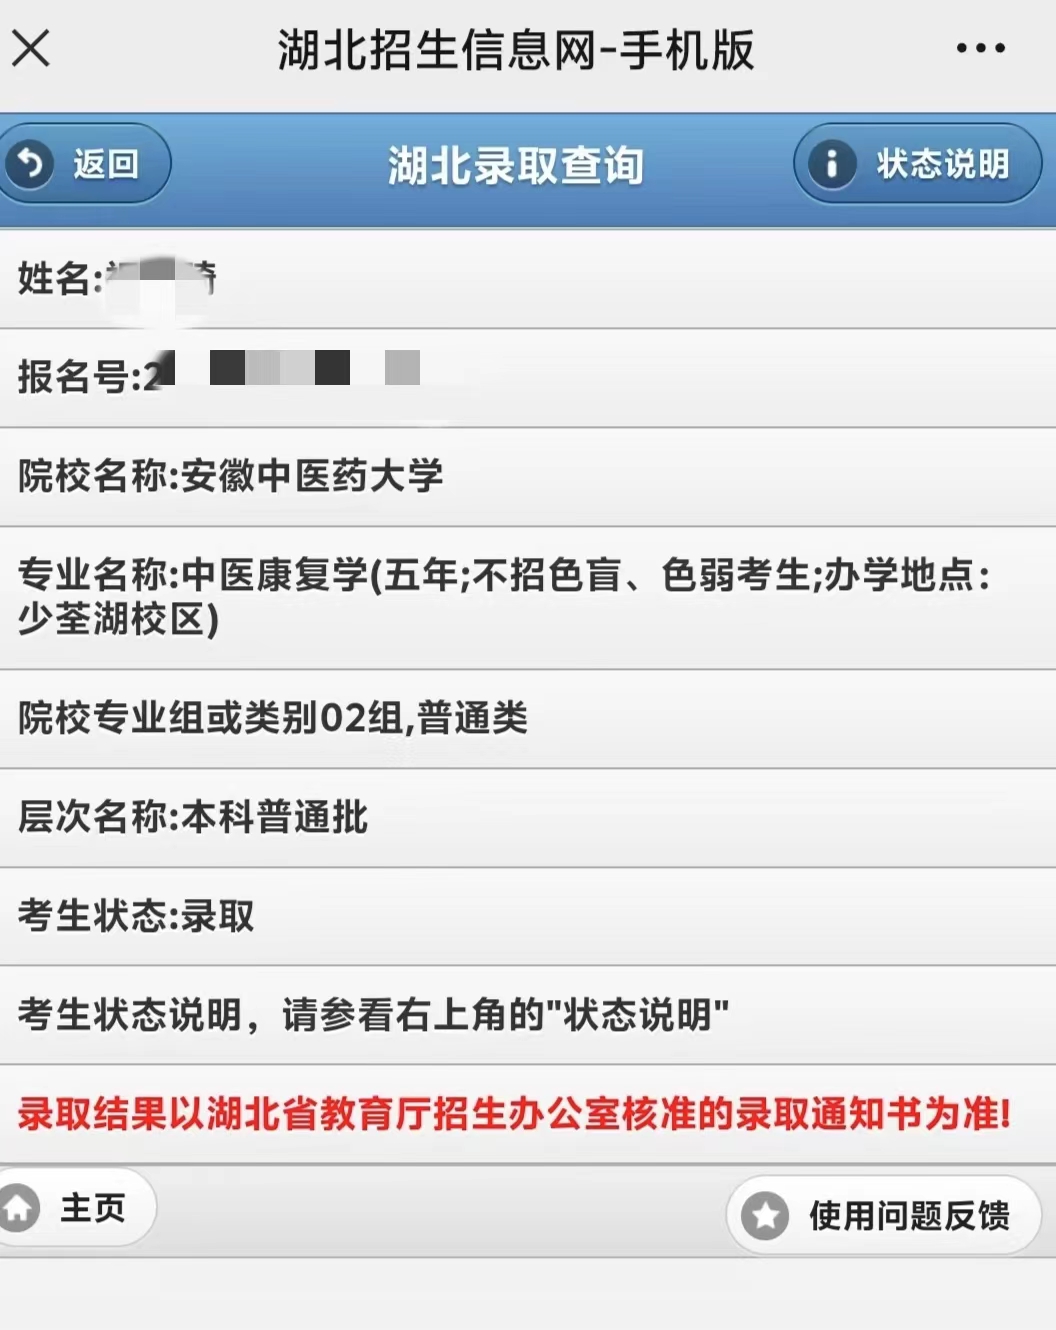 湖北招生信息网-手机版
返回
湖北录取查询
状态说明
姓名:
报名号:2
院校名称:安徽中医药大学
专业名称:中医康复学(五年;不招色盲、色弱考生;办学地点:
少荃湖校区)
院校专业组或类别02组,普通类
层次名称:本科普通批
考生状态:录取
考生状态说明，请参看右上角的"状态说明"
录取结果以湖北省教育厅招生办公室核准的录取通知书为准!
主页
使用问题反馈